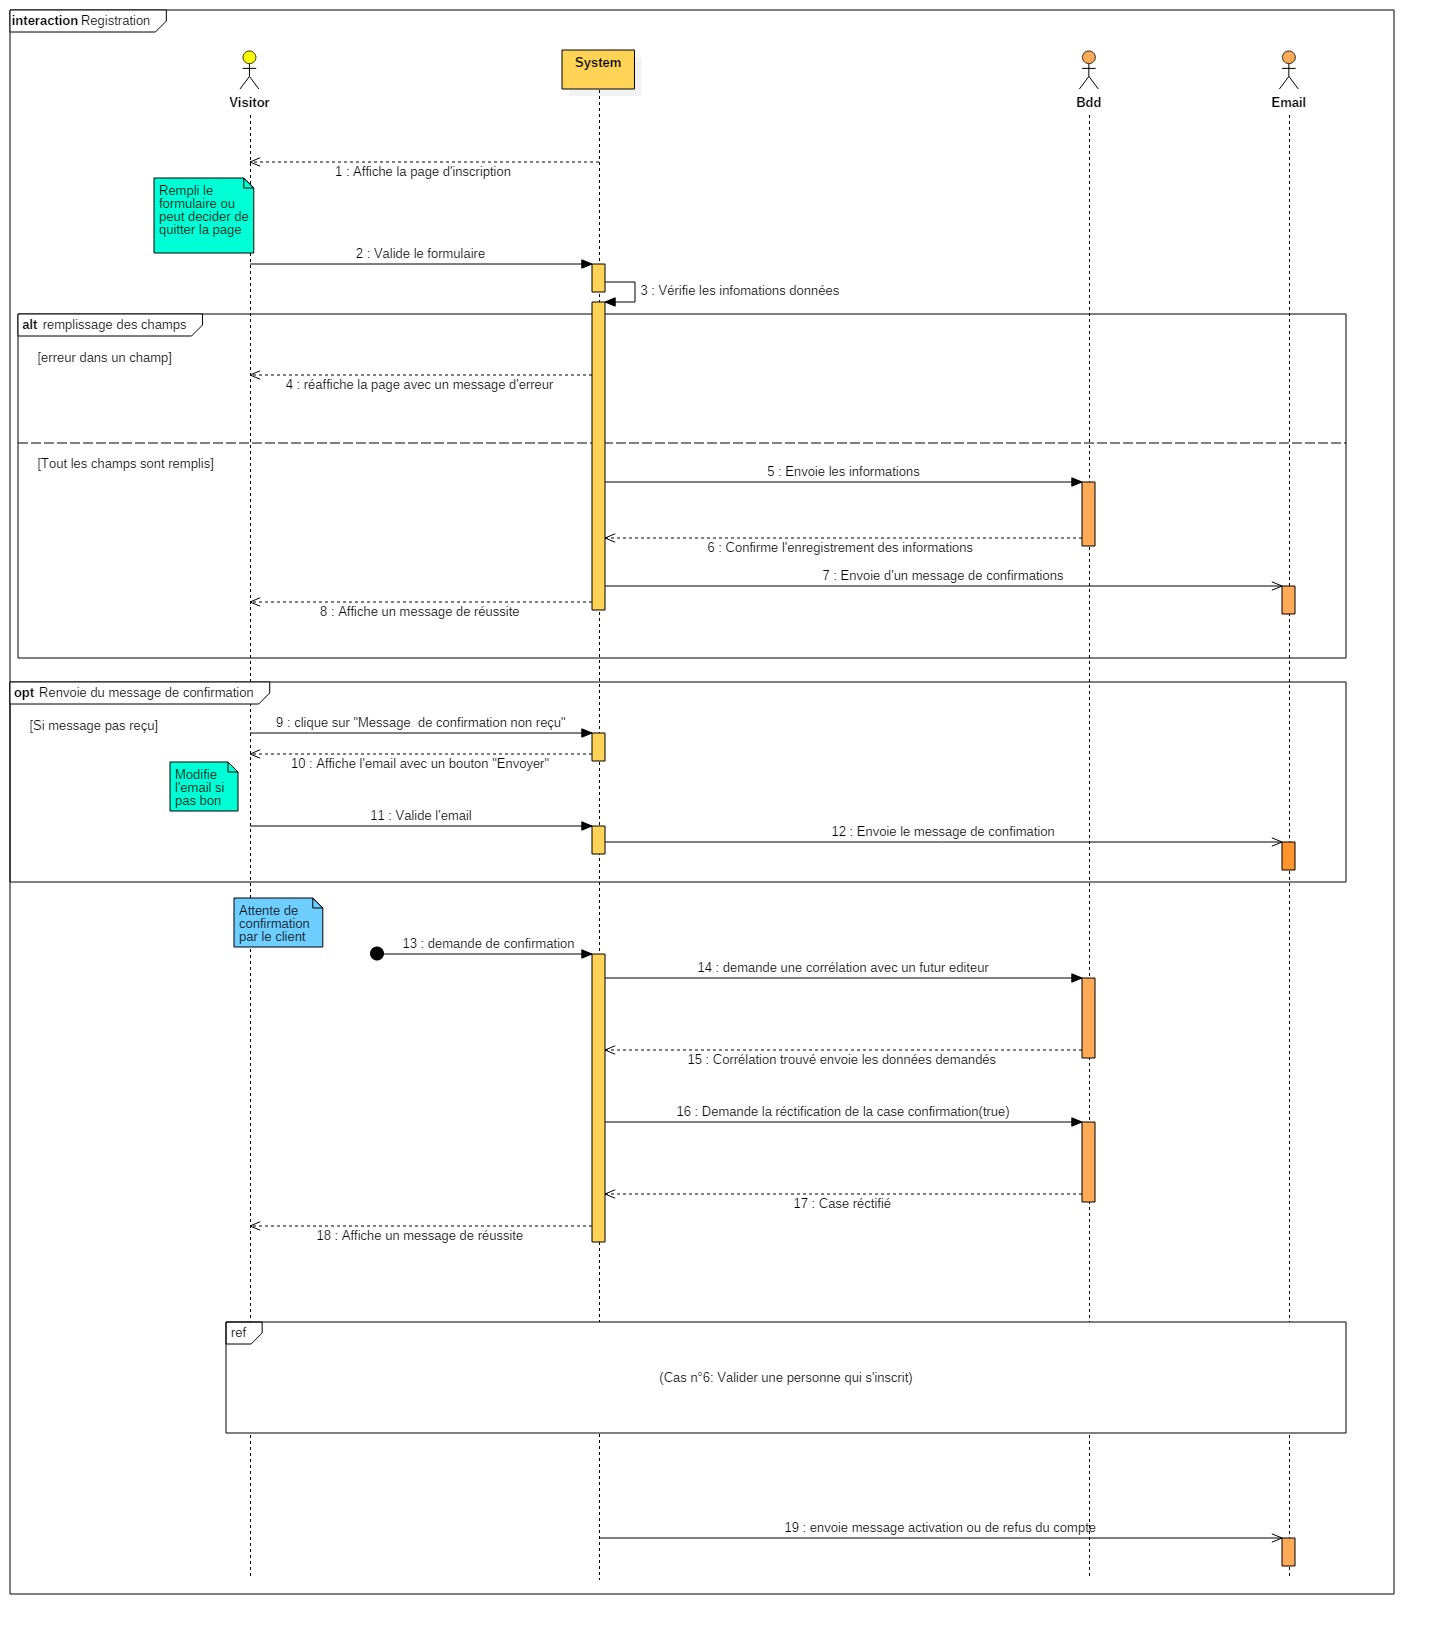 interaction Registration
Visitor
System
Bdd
Email
1 : Affiche la page d'inscription
Rempli le
formulaire ou
peut decider de
quitter la page
2 : Valide le formulaire
3 : Vérifie les infomations données
alt remplissage des champs
[erreur dans un champ]
4 : réaffiche la page avec un message d'erreur
[Tout les champs sont remplis]
5 : Envoie les informations
6 : Confirme l'enregistrement des informations
7 : Envoie d'un message de confirmations
8 : Affiche un message de réussite
opt Renvoie du message de confirmation
[Si message pas reçu]
9 : clique sur "Message  de confirmation non reçu"
10 : Affiche l'email avec un bouton "Envoyer"
Modifie
l'email si
pas bon
11 : Valide l'email
12 : Envoie le message de confimation
Attente de
confirmation
par le client
13 : demande de confirmation
14 : demande une corrélation avec un futur editeur
15 : Corrélation trouvé envoie les données demandés
16 : Demande la réctification de la case confirmation(true)
17 : Case réctifié
18 : Affiche un message de réussite
ref
(Cas n°6: Valider une personne qui s'inscrit)
19 : envoie message activation ou de refus du compte